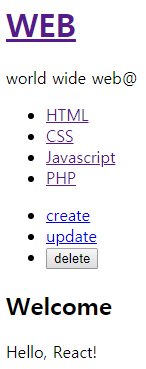 WEB
world wide web@
HTML
CSS
Javascript
PHP
create
update
delete
Welcome
Hello, React!